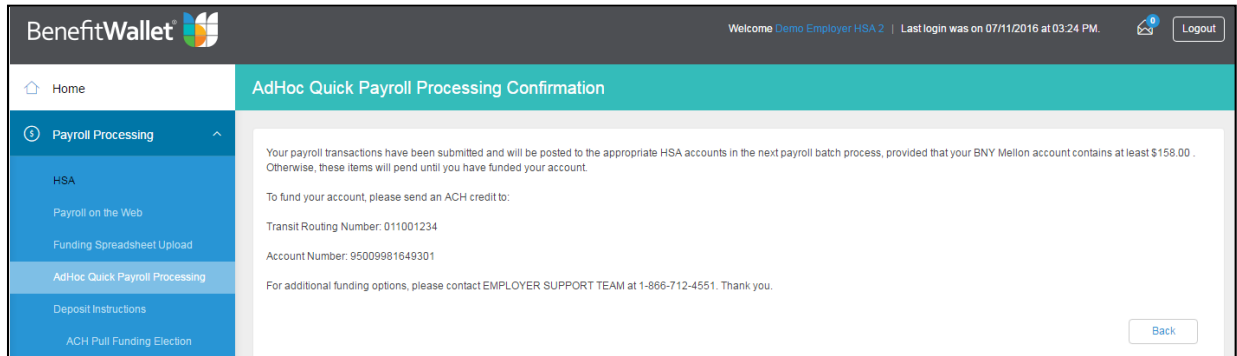 BenefitWallet
Welcome Demo Employer HSA 2 | Last login was on 07/11/2016 at 03:24 PM.
0
Logout
Home
AdHoc Quick Payroll Processing Confirmation
Payroll Processing
Your payroll transactions have been submitted and will be posted to the appropriate HSA accounts in the next payroll batch process, provided that your BNY Mellon account contains at least $158.00 .
Otherwise, these items will pend until you have funded your account.
HSA
To fund your account, please send an ACH credit to:
Payroll on the Web
Transit Routing Number: 011001234
Funding Spreadsheet Upload
Account Number: 95009981649301
AdHoc Quick Payroll Processing
For additional funding options, please contact EMPLOYER SUPPORT TEAM at 1-866-712-4551. Thank you.
Deposit Instructions
Back
ACH Pull Funding Election